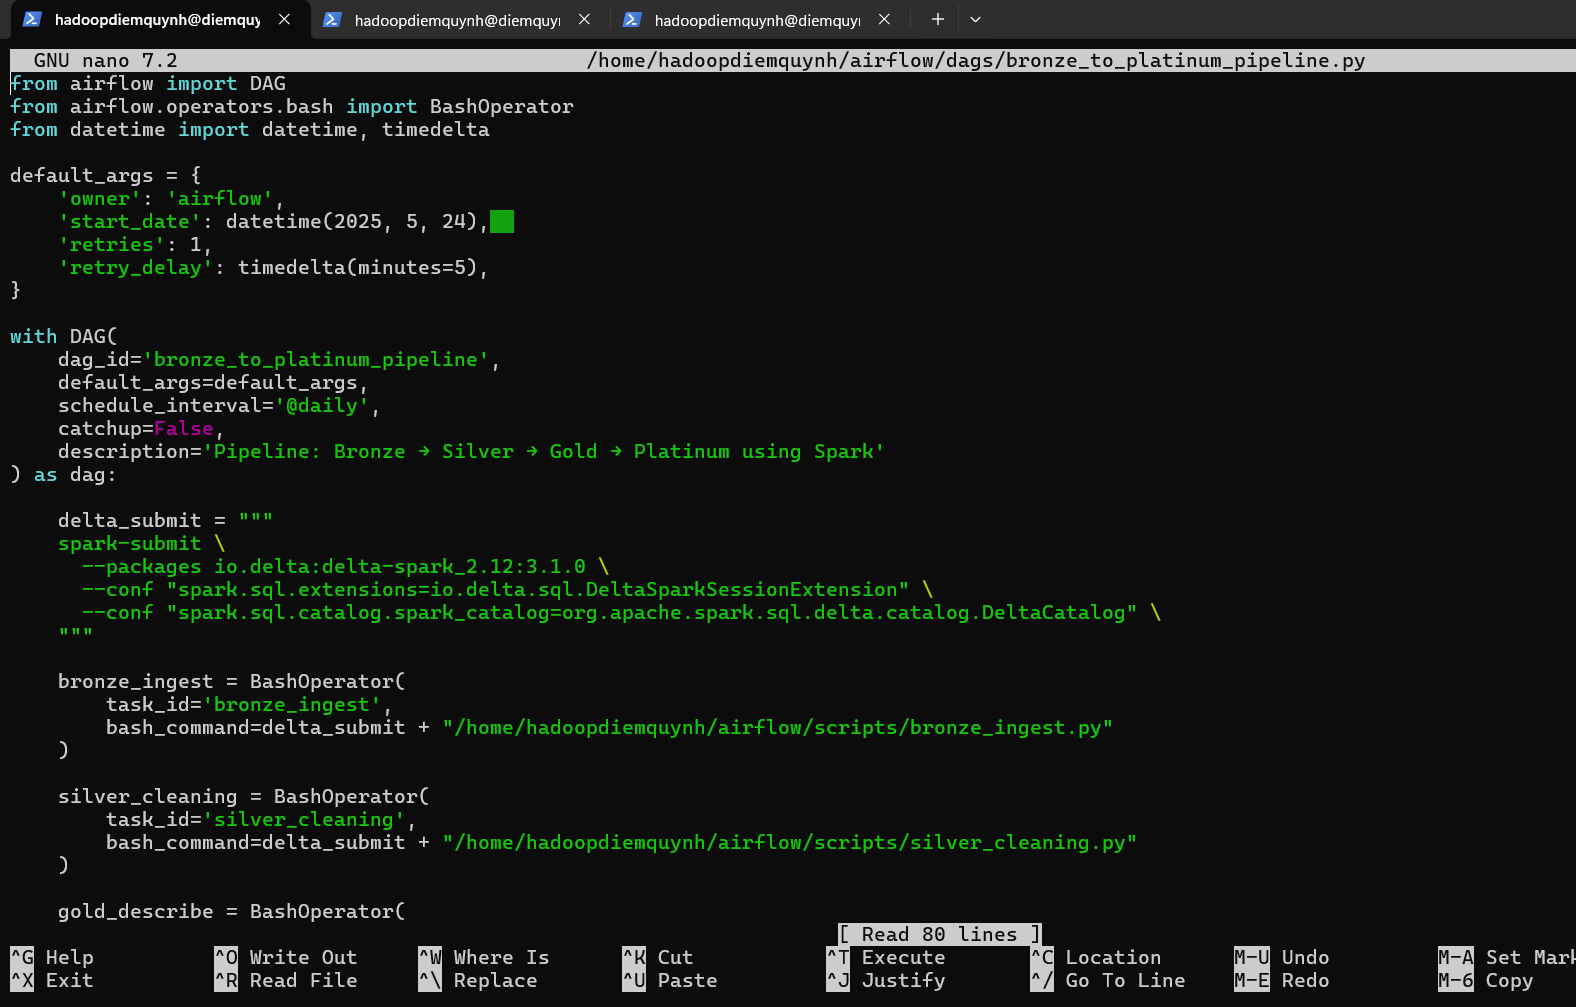 hadoopdiemquynh@diemquy
hadoopdiemquynh@diemquy
hadoopdiemquynh@diemquy
GNU nano 7.2 /home/hadoopdiemquynh/airflow/dags/bronze_to_platinum_pipeline.py
from airflow import DAG
from airflow.operators.bash import BashOperator
from datetime import datetime, timedelta
default_args = {
    'owner': 'airflow',
    'start_date': datetime(2025, 5, 24),
    'retries': 1,
    'retry_delay': timedelta(minutes=5),
}
with DAG(
    dag_id='bronze_to_platinum_pipeline',
    default_args=default_args,
    schedule_interval='@daily',
    catchup=False,
    description='Pipeline: Bronze → Silver → Gold → Platinum using Spark'
) as dag:
    delta_submit = """
    spark-submit \
      --packages io.delta:delta-spark_2.12:3.1.0 \
      --conf "spark.sql.extensions=io.delta.sql.DeltaSparkSessionExtension" \
      --conf "spark.sql.catalog.spark_catalog=org.apache.spark.sql.delta.catalog.DeltaCatalog" \
    """
    bronze_ingest = BashOperator(
        task_id='bronze_ingest',
        bash_command=delta_submit + "/home/hadoopdiemquynh/airflow/scripts/bronze_ingest.py"
    )
    silver_cleaning = BashOperator(
        task_id='silver_cleaning',
        bash_command=delta_submit + "/home/hadoopdiemquynh/airflow/scripts/silver_cleaning.py"
    )
    gold_describe = BashOperator(
[ Read 80 lines ]
^G Help ^O Write Out ^W Where Is ^K Cut ^T Execute ^C Location M-U Undo M-A Set Mark
^X Exit ^R Read File ^\ Replace ^U Paste ^J Justify ^/ Go To Line M-E Redo M-6 Copy